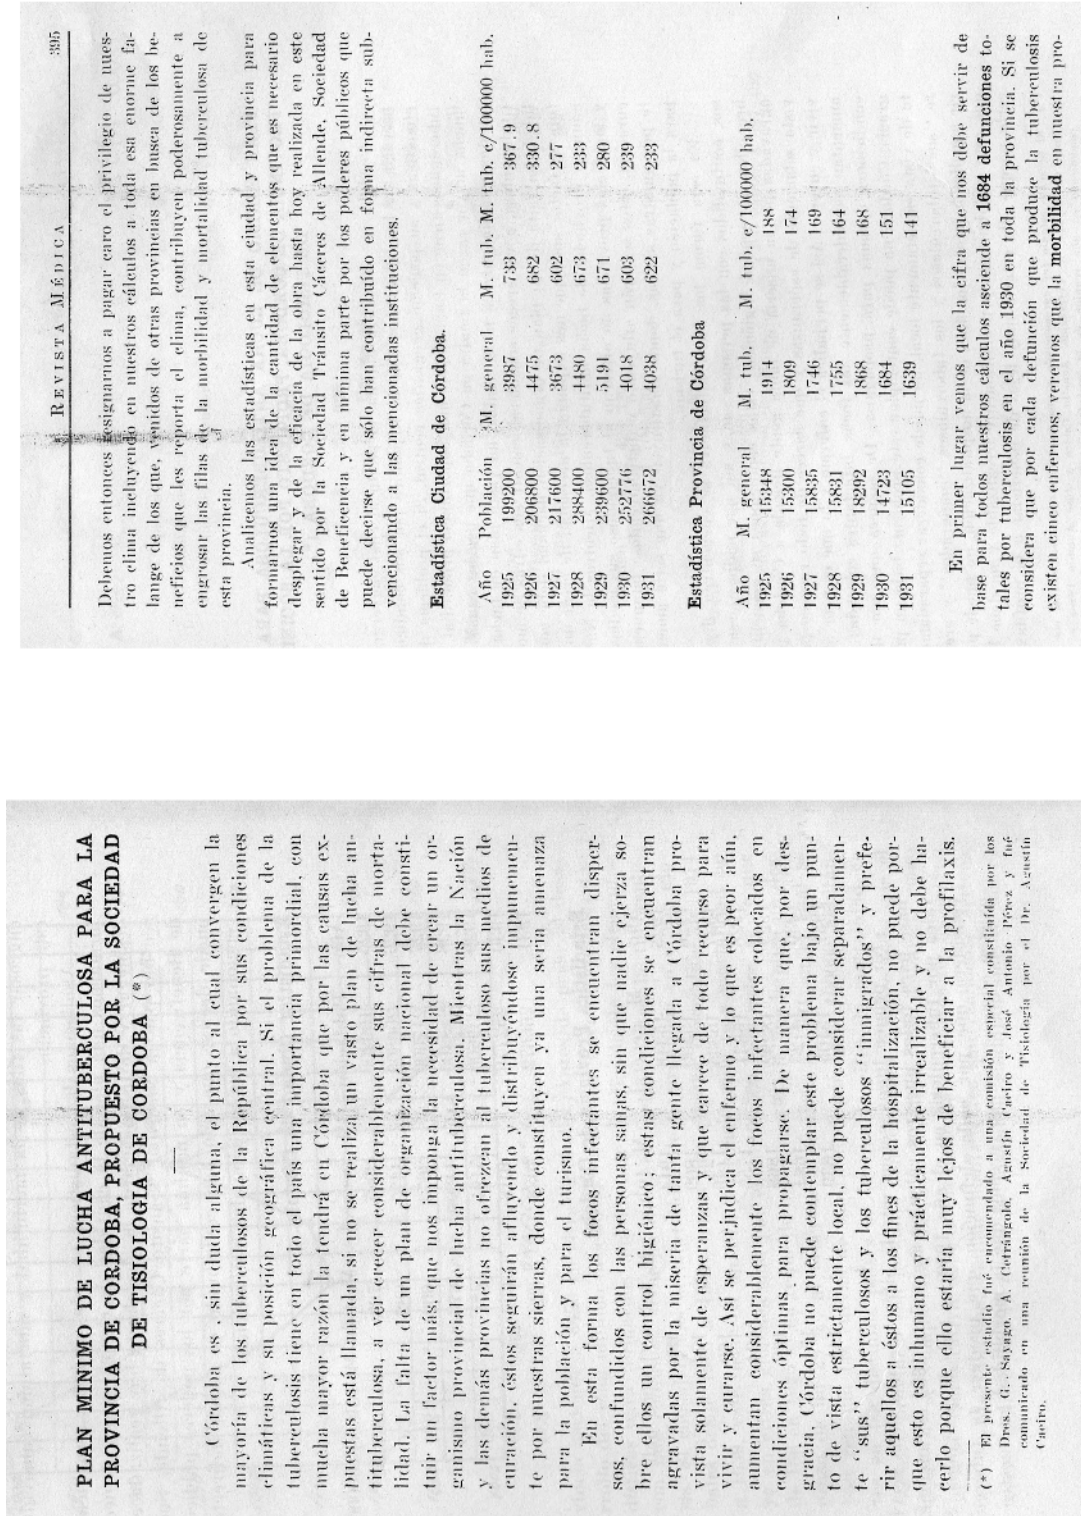 PLAN MINIMO DE LUCHA ANTITUBERCULOSA PARA LA
PROVINCIA DE CORDOBA, PROPUESTO POR LA SOCIEDAD
DE TISIOLOGIA DE CORDOBA (*)
Córdoba es , sin duda alguna, el punto al cual convergen la
mayoría de los tuberculosos de la República por sus condiciones
climáticas y su posición geográfica central. Si el problema de la
tuberculosis tiene en todo el país una importancia primordial, con
mucha mayor razón la tendrá en Córdoba que por las causas ex-
puestas está llamada, si no se realiza un vasto plan de lucha an-
tituberculosa, a ver crecer considerablemente sus cifras de morta-
lidad. La falta de un plan de organización nacional debe consti-
tuir un factor más, que nos imponga la necesidad de crear un or-
ganismo provincial de lucha antituberculosa. Mientras la Nación
y las demás provincias no ofrezcan al tuberculoso sus medios de
curación, éstos seguirán afluyendo y distribuyéndose impunemen-
te por nuestras sierras, donde constituyen ya una seria amenaza
para la población y para el turismo.
En esta forma los focos infectantes se encuentran disper-
sos, confundidos con las personas sanas, sin que nadie ejerza so-
bre ellos un control higiénico; estas condiciones se encuentran
agravadas por la miseria de tanta gente llegada a Córdoba pro-
vista solamente de esperanzas y que carece de todo recurso para
vivir y curarse. Así se perjudica el enfermo y lo que es peor aún,
aumentan considerablemente los focos infectantes colocados en
condiciones óptimas para propagarse. De manera que, por des-
gracia, Córdoba no puede contemplar este problema bajo un pun-
to de vista estrictamente local, no puede considerar separadamen-
te "sus" tuberculosos y los tuberculosos "inmigrados" y prefe-
rir aquellos a éstos a los fines de la hospitalización, no puede por-
que esto es inhumano y prácticamente irrealizable y no debe ha-
cerlo porque ello estaría muy lejos de beneficiar a la profilaxis.
(*) El presente estudio fué encomendado a una comisión especial constituída por los
Dres. G. Sayago, A. Cetrángolo, Agustín Caeiro y José Antonio Pérez y fué
comunicado en una reunión de la Sociedad de Tisiología por el Dr. Agustín
Caeiro.
REVISTA MÉDICA 395
Debemos entonces resignarnos a pagar caro el privilegio de nues-
tro clima incluyendo en nuestros cálculos a toda esa enorme fa-
lange de los que, venidos de otras provincias en busca de los be-
neficios que les reporta el clima, contribuyen poderosamente a
engrosar las filas de la morbilidad y mortalidad tuberculosa de
esta provincia.
Analicemos las estadísticas en esta ciudad y provincia para
formarnos una idea de la cantidad de elementos que es necesario
desplegar y de la eficacia de la obra hasta hoy realizada en este
sentido por la Sociedad Tránsito Cáceres de Allende, Sociedad
de Beneficencia y en mínima parte por los poderes públicos que
puede decirse que sólo han contribuído en forma indirecta sub-
vencionando a las mencionadas instituciones.
Estadística Ciudad de Córdoba.
Año Población M. general M. tub. M. tub. c/100000 hab.
1925 199200 3987 733 367.9
1926 206800 4475 682 330.8
1927 217600 3673 602 277
1928 288400 4480 673 233
1929 239600 5191 671 280
1930 252776 4018 603 239
1931 266672 4038 622 233
Estadística Provincia de Córdoba
Año M. general M. tub. M. tub. c/100000 hab.
1925 15348 1914 188
1926 15300 1809 174
1927 15835 1746 169
1928 15831 1755 164
1929 18292 1868 168
1930 14723 1684 151
1931 15105 1639 141
En primer lugar vemos que la cifra que nos debe servir de
base para todos nuestros cálculos asciende a 1684 defunciones to-
tales por tuberculosis en el año 1930 en toda la provincia. Si se
considera que por cada defunción que produce la tuberculosis
existen cinco enfermos, veremos que la morbilidad en nuestra pro-